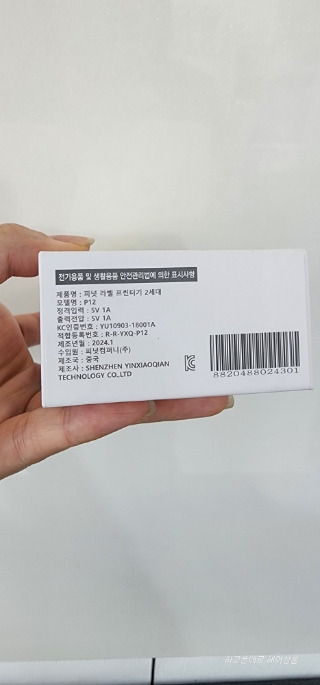 전기용품 및 생활용품 안전관리법에 의한 표시사항
제품명 : 피넛 라벨 프린터기 2세대
모델명 : P12
정격입력 : 5V 1A
출력전압 : 5V 1A
KC인증번호 : YU10903-18001A
적합등록번호 : R-R-YXQ-P12
제조년월 : 2024.1
수입원 : 피넛컴퍼니(주)
제조국 : 중국
제조사 : SHENZHEN YINXIAOQIAN
TECHNOLOGY CO.,LTD
8820488024301